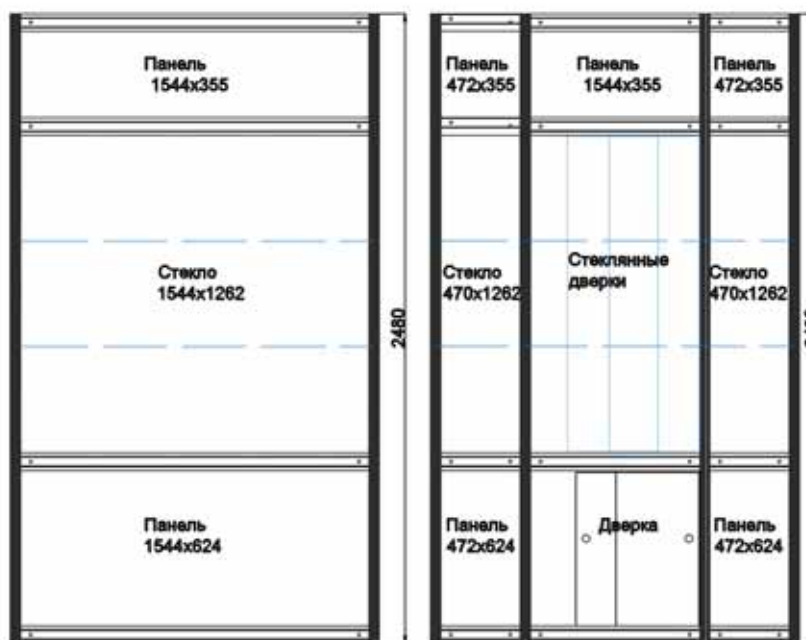 Панель
1544x355
Стекло
1544x1262
Панель
1544x624
2480
Панель
472x355
Панель
1544x355
Панель
472x355
Стекло
470x1262
Стеклянные
дверки
Стекло
470x1262
Панель
472x624
Дверка
Панель
472x624